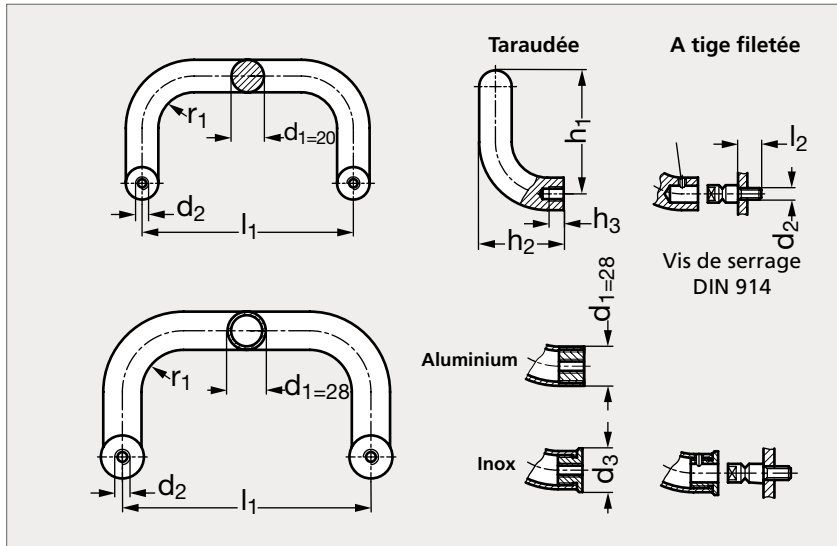 Taraudée
A tige filetée
r1
d1=20
d2
l1
h1
h2
h3
l2
d2
Vis de serrage
DIN 914
r1
d1=28
d2
l1
Aluminium
d1=28
Inox
d3